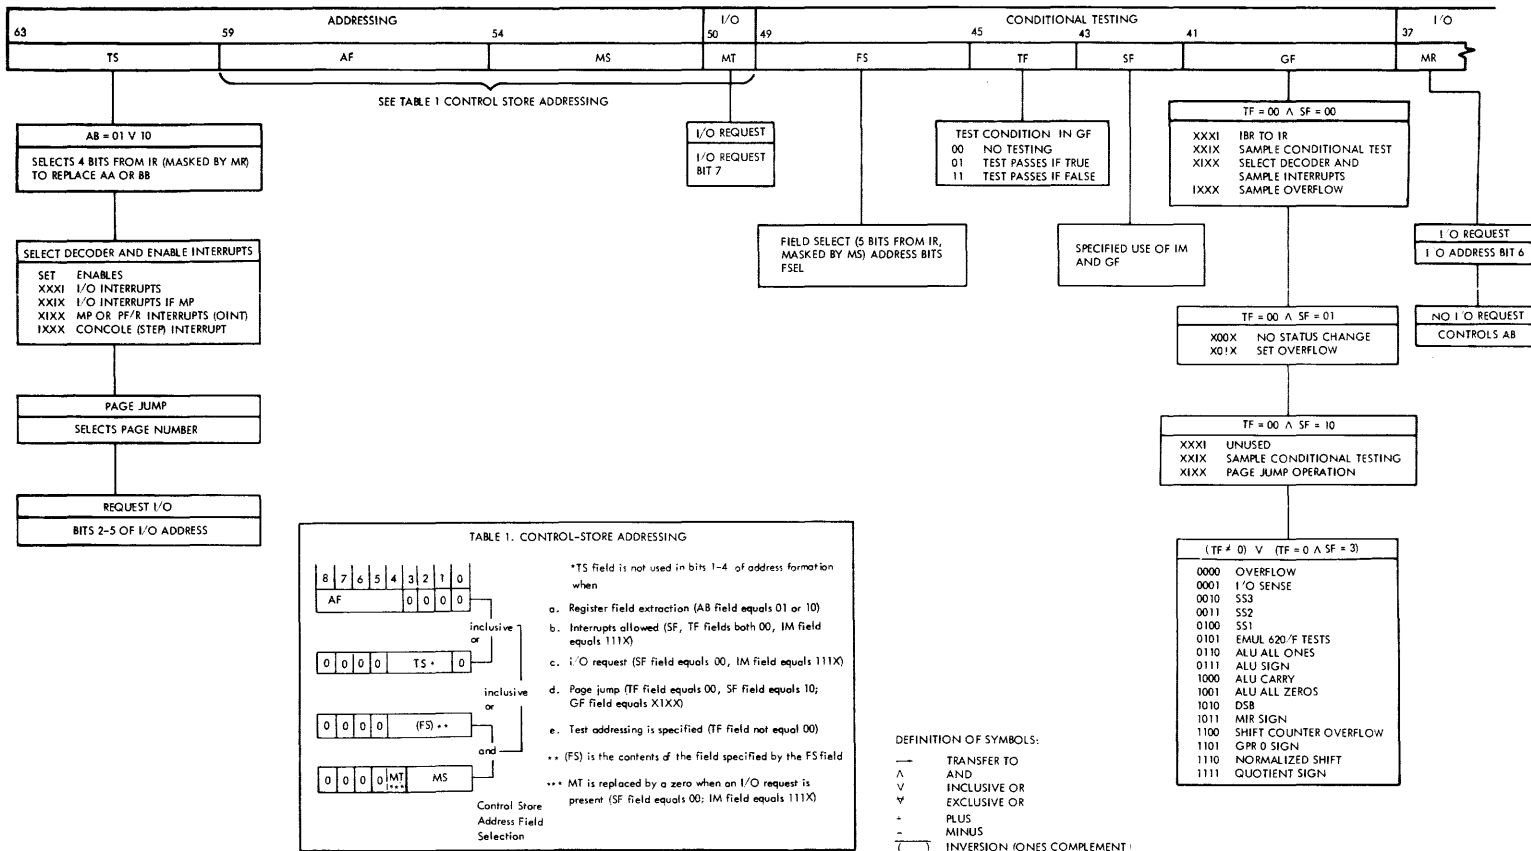 ADDRESSING I/O CONDITIONAL TESTING I/O
63 59 54 50 49 45 43 41 37
TS AF MS MT FS TF SF GF MR
SEE TABLE 1 CONTROL STORE ADDRESSING
AB = 01 V 10
SELECTS 4 BITS FROM IR (MASKED BY MR)
TO REPLACE AA OR BB
SELECT DECODER AND ENABLE INTERRUPTS
SET ENABLES
XXX1 I/O INTERRUPTS
XX1X I/O INTERRUPTS IF MP
X1XX MP OR PF/R INTERRUPTS (OINT)
1XXX CONCOLE (STEP) INTERRUPT
PAGE JUMP
SELECTS PAGE NUMBER
REQUEST I/O
BITS 2-5 OF I/O ADDRESS
I/O REQUEST
I/O REQUEST
BIT 7
FIELD SELECT (5 BITS FROM IR,
MASKED BY MS) ADDRESS BITS
FSEL
TEST CONDITION IN GF
00 NO TESTING
01 TEST PASSES IF TRUE
11 TEST PASSES IF FALSE
SPECIFIED USE OF IM
AND GF
TF = 00 Λ SF = 00
XXX1 IBR TO IR
XX1X SAMPLE CONDITIONAL TEST
X1XX SELECT DECODER AND
SAMPLE INTERRUPTS
1XXX SAMPLE OVERFLOW
TF = 00 Λ SF = 01
X00X NO STATUS CHANGE
X01X SET OVERFLOW
TF = 00 Λ SF = 10
XXX1 UNUSED
XX1X SAMPLE CONDITIONAL TESTING
X1XX PAGE JUMP OPERATION
(TF ≠ 0) V (TF = 0 Λ SF = 3)
0000 OVERFLOW
0001 I/O SENSE
0010 SS3
0011 SS2
0100 SS1
0101 EMUL 620/F TESTS
0110 ALU ALL ONES
0111 ALU SIGN
1000 ALU CARRY
1001 ALU ALL ZEROS
1010 DSB
1011 MIR SIGN
1100 SHIFT COUNTER OVERFLOW
1101 GPR 0 SIGN
1110 NORMALIZED SHIFT
1111 QUOTIENT SIGN
I/O REQUEST
I O ADDRESS BIT 6
NO I/O REQUEST
CONTROLS AB
TABLE 1. CONTROL-STORE ADDRESSING
8 7 6 5 4 3 2 1 0
AF 0 0 0 0
inclusive
or
0 0 0 0 TS * 0
inclusive
or
0 0 0 0 (FS) **
and
0 0 0 0 MT *** MS
Control Store
Address Field
Selection
*TS field is not used in bits 1-4 of address formation
when
a. Register field extraction (AB field equals 01 or 10)
b. Interrupts allowed (SF, TF fields both 00, IM field
equals 111X)
c. I/O request (SF field equals 00, IM field equals 111X)
d. Page jump (TF field equals 00, SF field equals 10;
GF field equals X1XX)
e. Test addressing is specified (TF field not equal 00)
** (FS) is the contents of the field specified by the FS field
*** MT is replaced by a zero when an I/O request is
present (SF field equals 00; IM field equals 111X)
DEFINITION OF SYMBOLS:
— TRANSFER TO
Λ AND
V INCLUSIVE OR
∀ EXCLUSIVE OR
+ PLUS
- MINUS
( ) INVERSION (ONES COMPLEMENT)